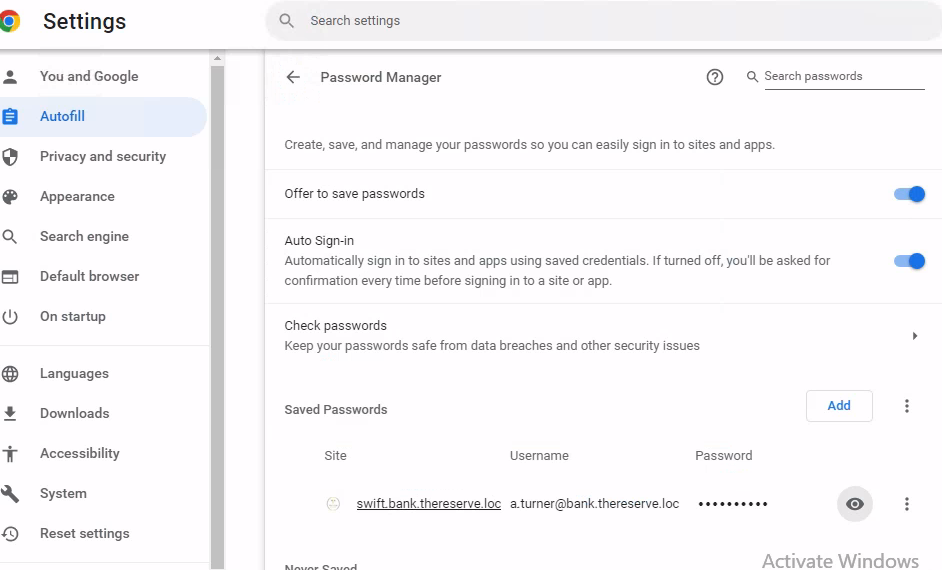 Settings
Search settings
You and Google
Autofill
Privacy and security
Appearance
Search engine
Default browser
On startup
Languages
Downloads
Accessibility
System
Reset settings
Password Manager
Search passwords
Create, save, and manage your passwords so you can easily sign in to sites and apps.
Offer to save passwords
Auto Sign-in
Automatically sign in to sites and apps using saved credentials. If turned off, you'll be asked for
confirmation every time before signing in to a site or app.
Check passwords
Keep your passwords safe from data breaches and other security issues
Saved Passwords
Add
Site Username Password
swift.bank.thereserve.loc a.turner@bank.thereserve.loc ••••••••••
Never Saved
Activate Windows